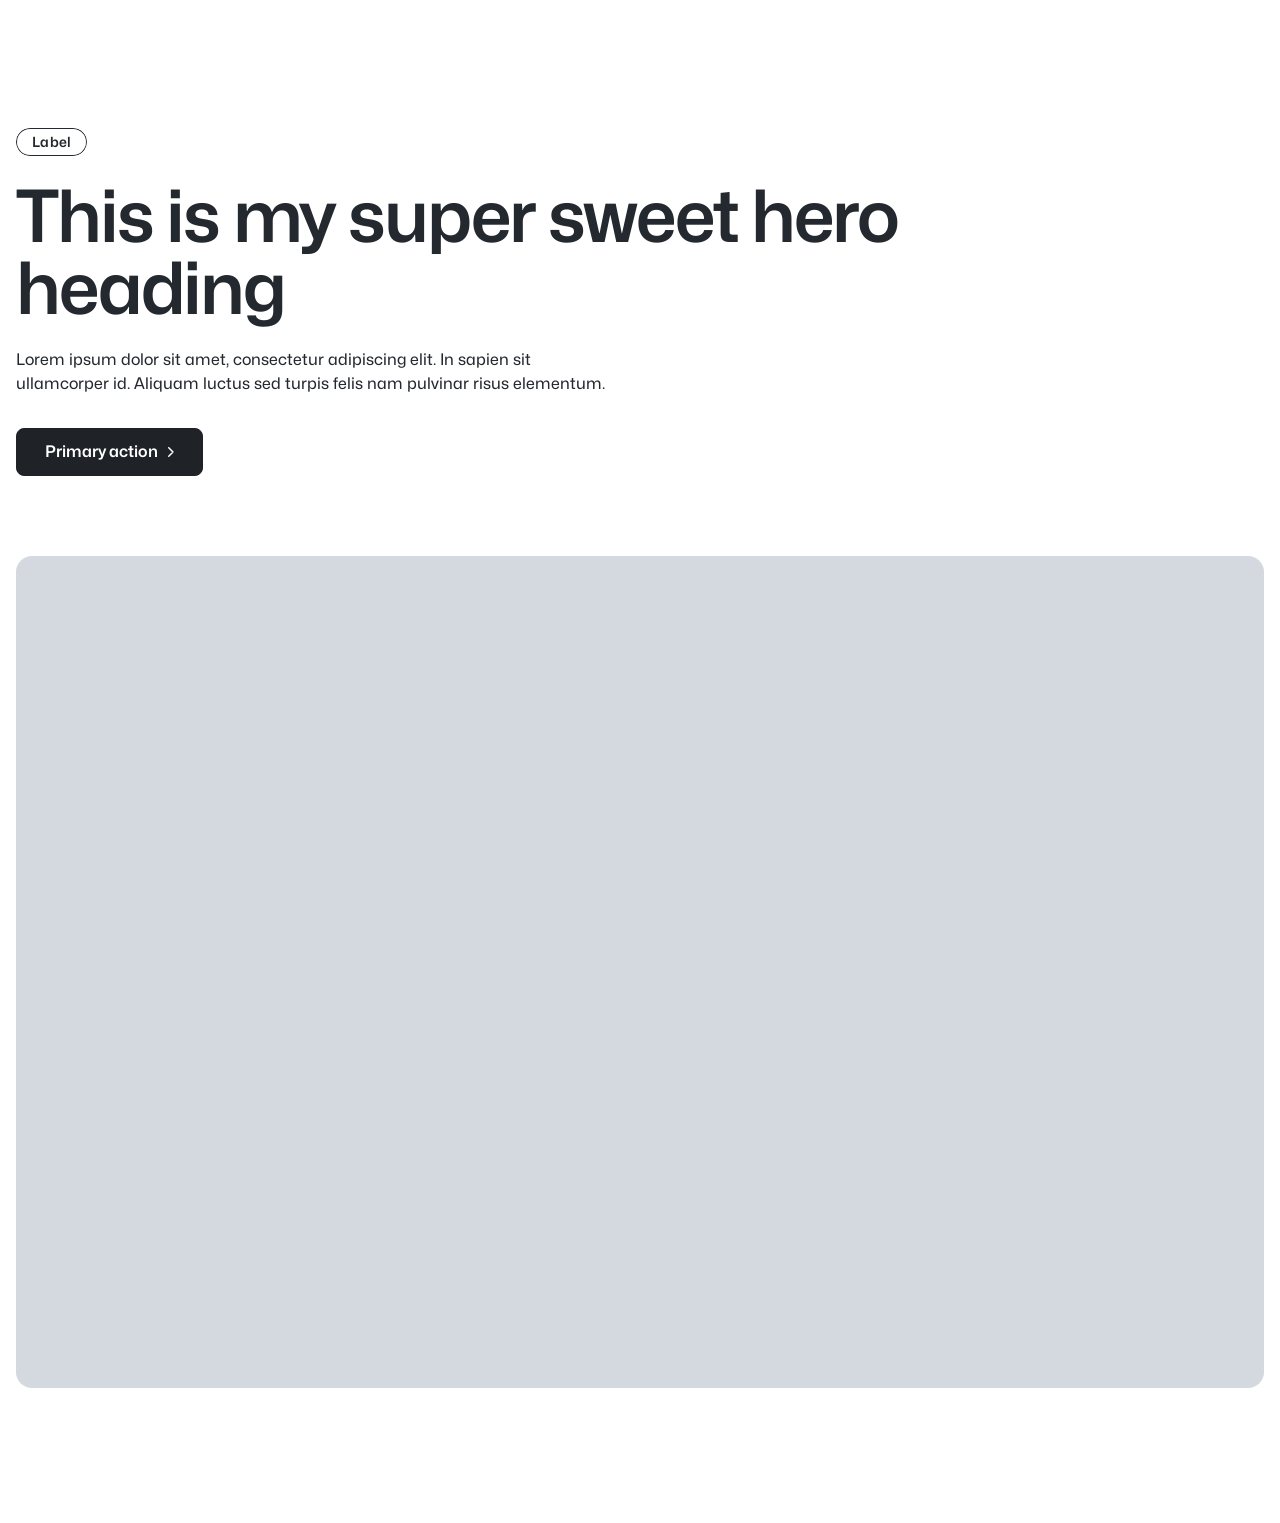 Label
This is my super sweet hero
heading
Lorem ipsum dolor sit amet, consectetur adipiscing elit. In sapien sit
ullamcorper id. Aliquam luctus sed turpis felis nam pulvinar risus elementum.
Primary action